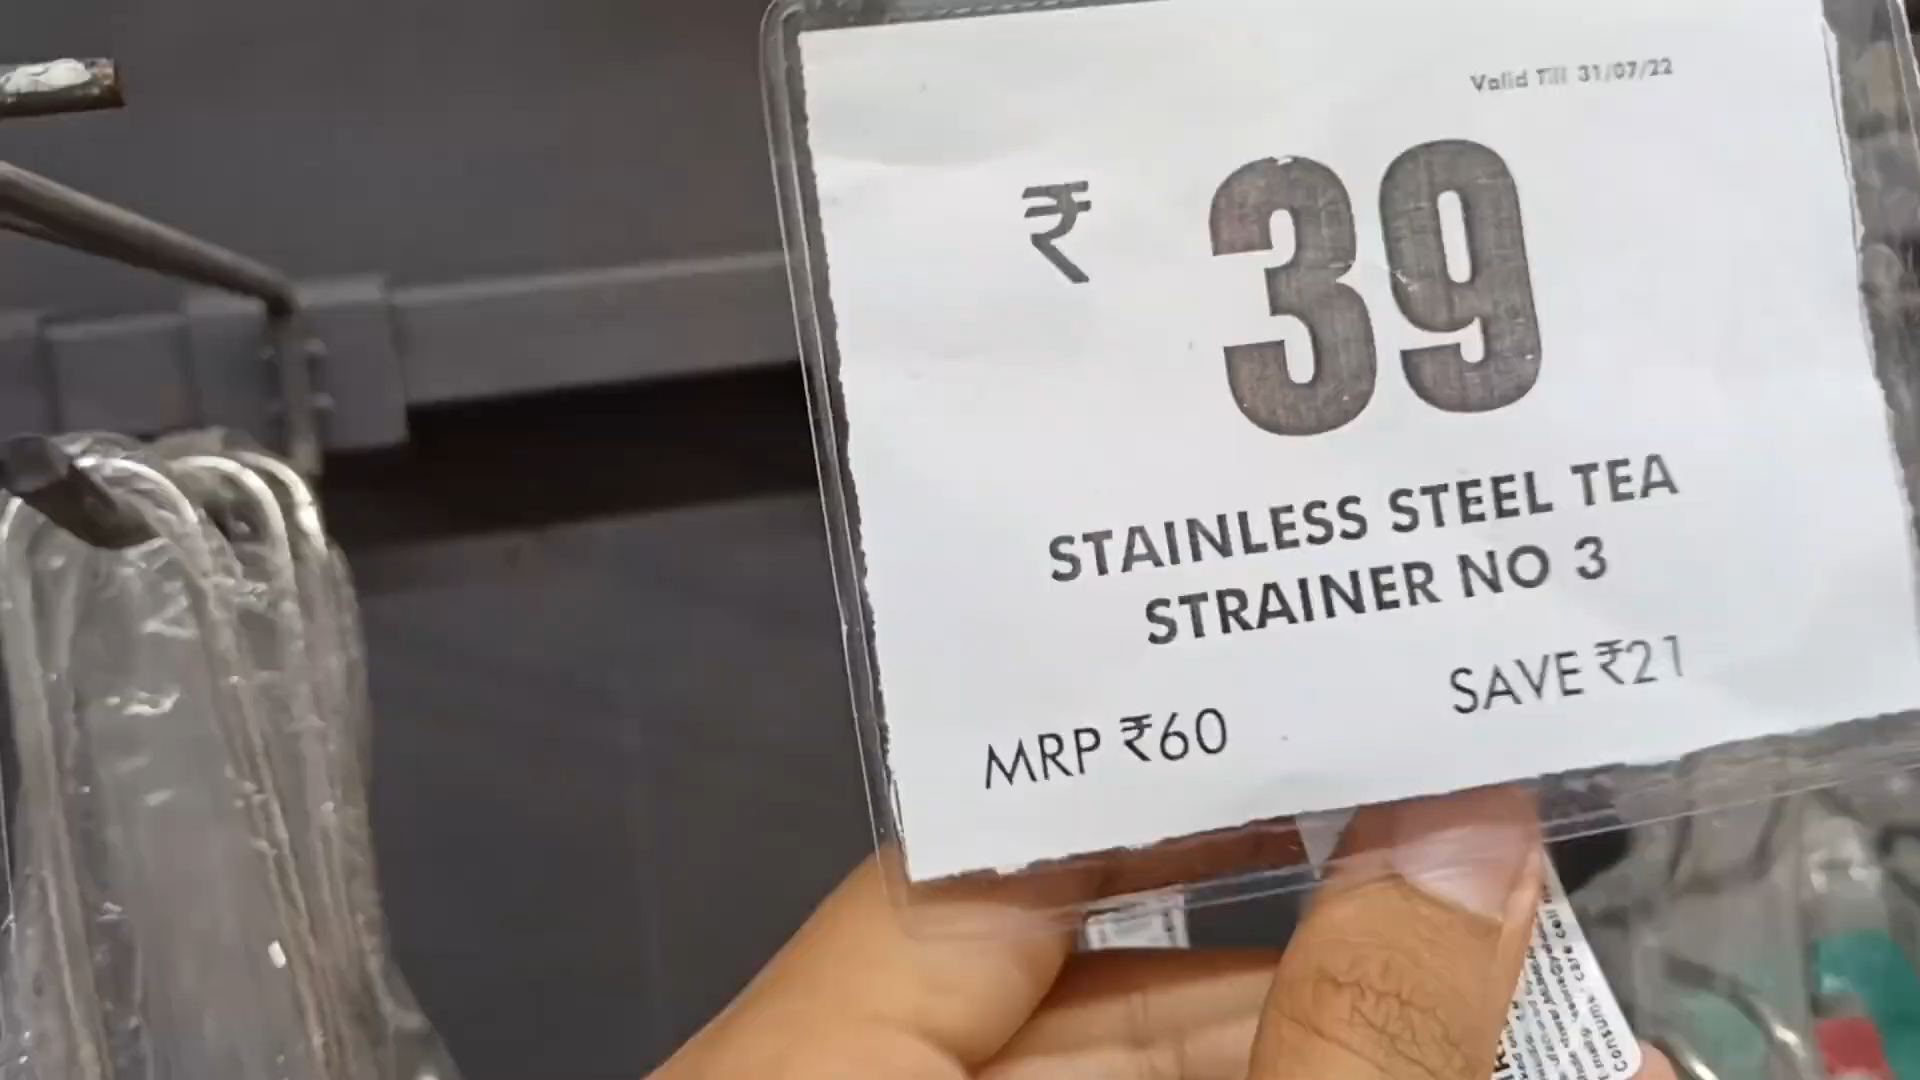 Valid Till 31/07/22
₹ 39
STAINLESS STEEL TEA
STRAINER NO 3
MRP ₹60 SAVE ₹21